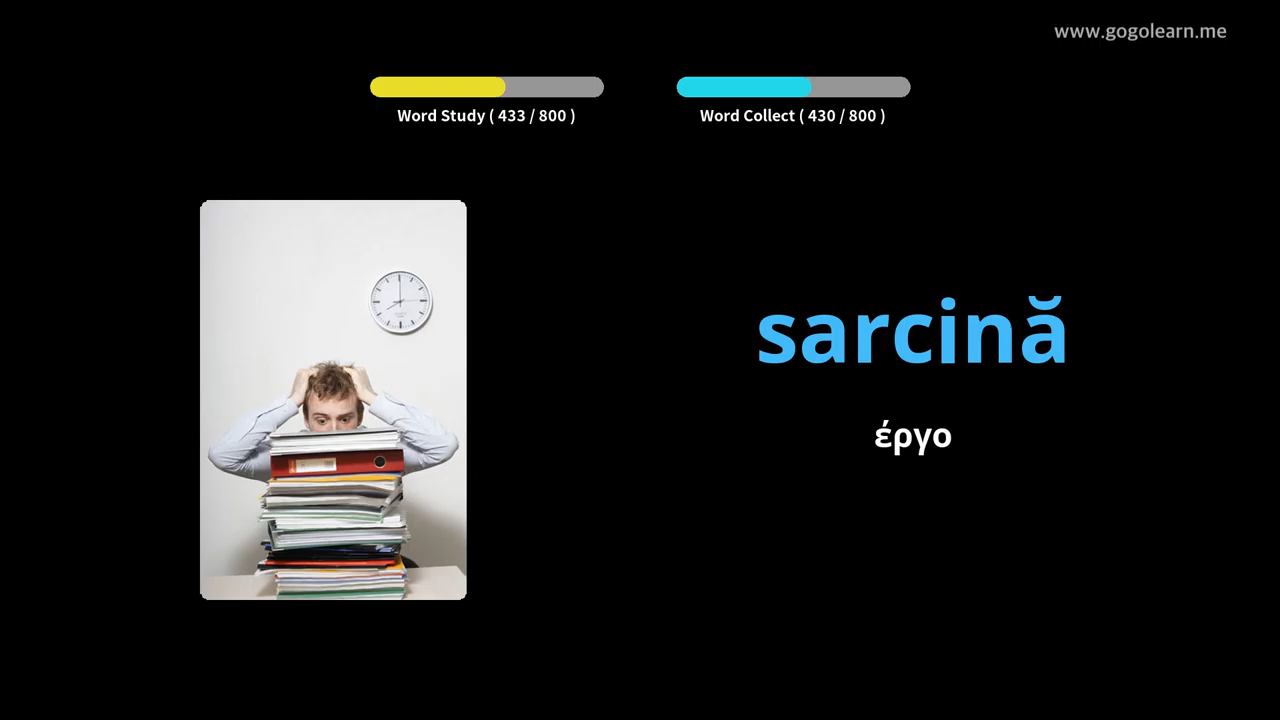 www.gogolearn.me
Word Study ( 433 / 800 )
Word Collect ( 430 / 800 )
sarcină
έργο